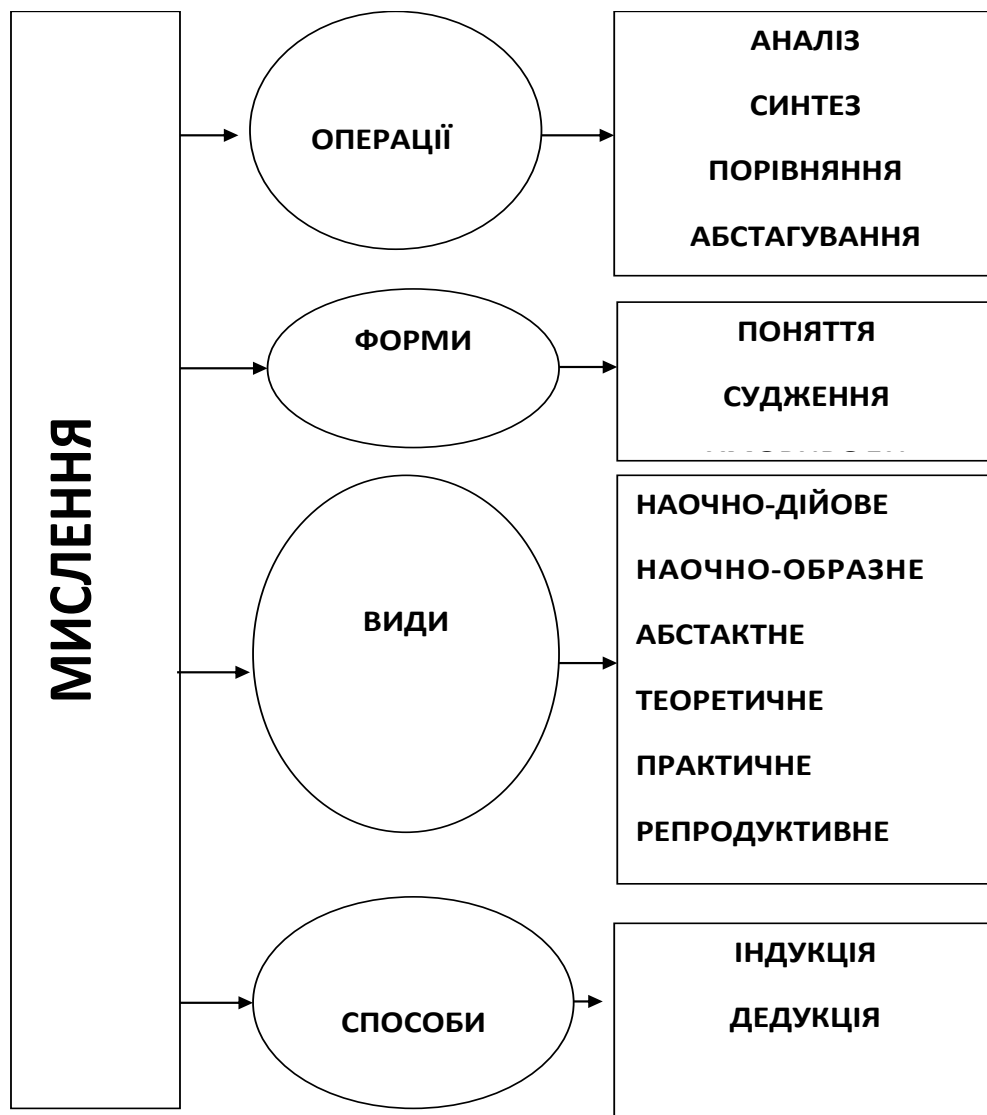 МИСЛЕННЯ
ОПЕРАЦІЇ
АНАЛІЗ
СИНТЕЗ
ПОРІВНЯННЯ
АБСТАГУВАННЯ
ФОРМИ
ПОНЯТТЯ
СУДЖЕННЯ
ВИДИ
НАОЧНО-ДІЙОВЕ
НАОЧНО-ОБРАЗНЕ
АБСТАКТНЕ
ТЕОРЕТИЧНЕ
ПРАКТИЧНЕ
РЕПРОДУКТИВНЕ
СПОСОБИ
ІНДУКЦІЯ
ДЕДУКЦІЯ